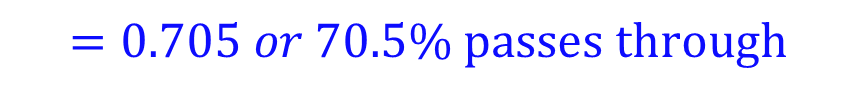 = 0.705 or 70.5% passes through